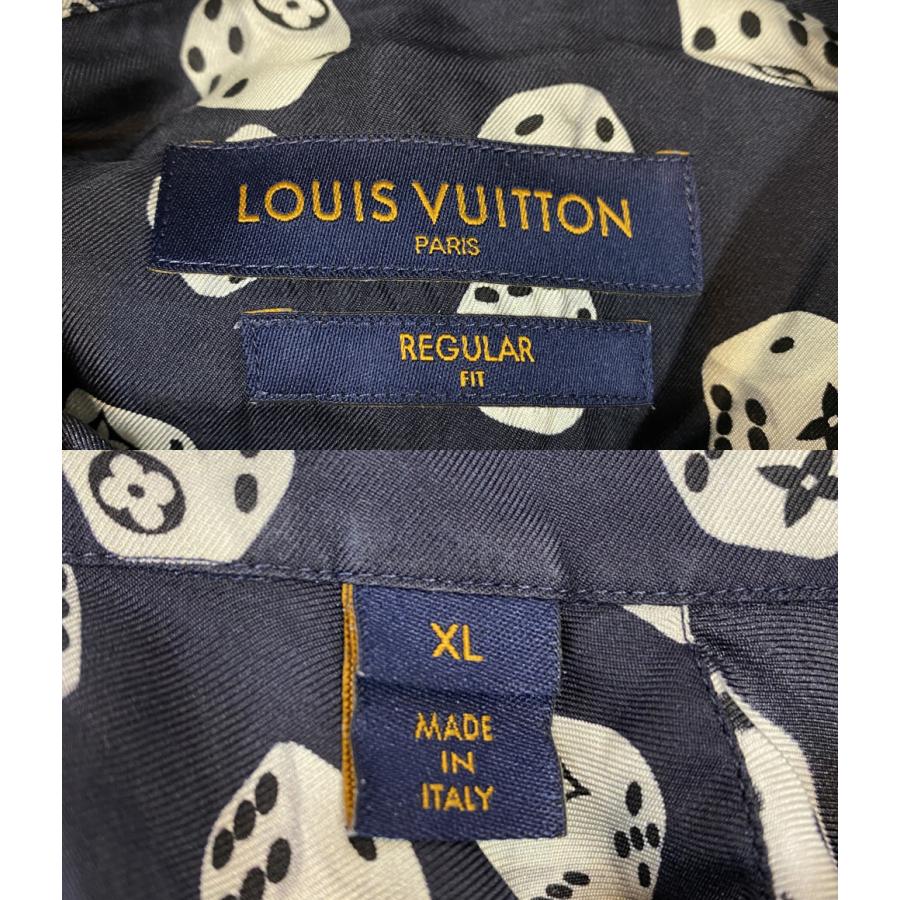 LOUIS VUITTON
PARIS
REGULAR
FIT
XL
MADE
IN
ITALY